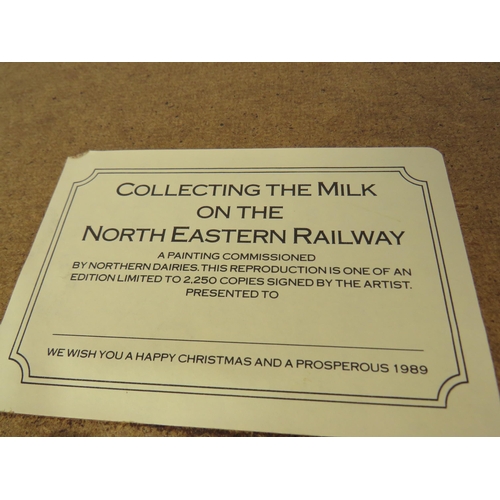 COLLECTING THE MILK
ON THE
NORTH EASTERN RAILWAY
A PAINTING COMMISSIONED
BY NORTHERN DAIRIES. THIS REPRODUCTION IS ONE OF AN
EDITION LIMITED TO 2,250 COPIES SIGNED BY THE ARTIST.
PRESENTED TO
WE WISH YOU A HAPPY CHRISTMAS AND A PROSPEROUS 1989